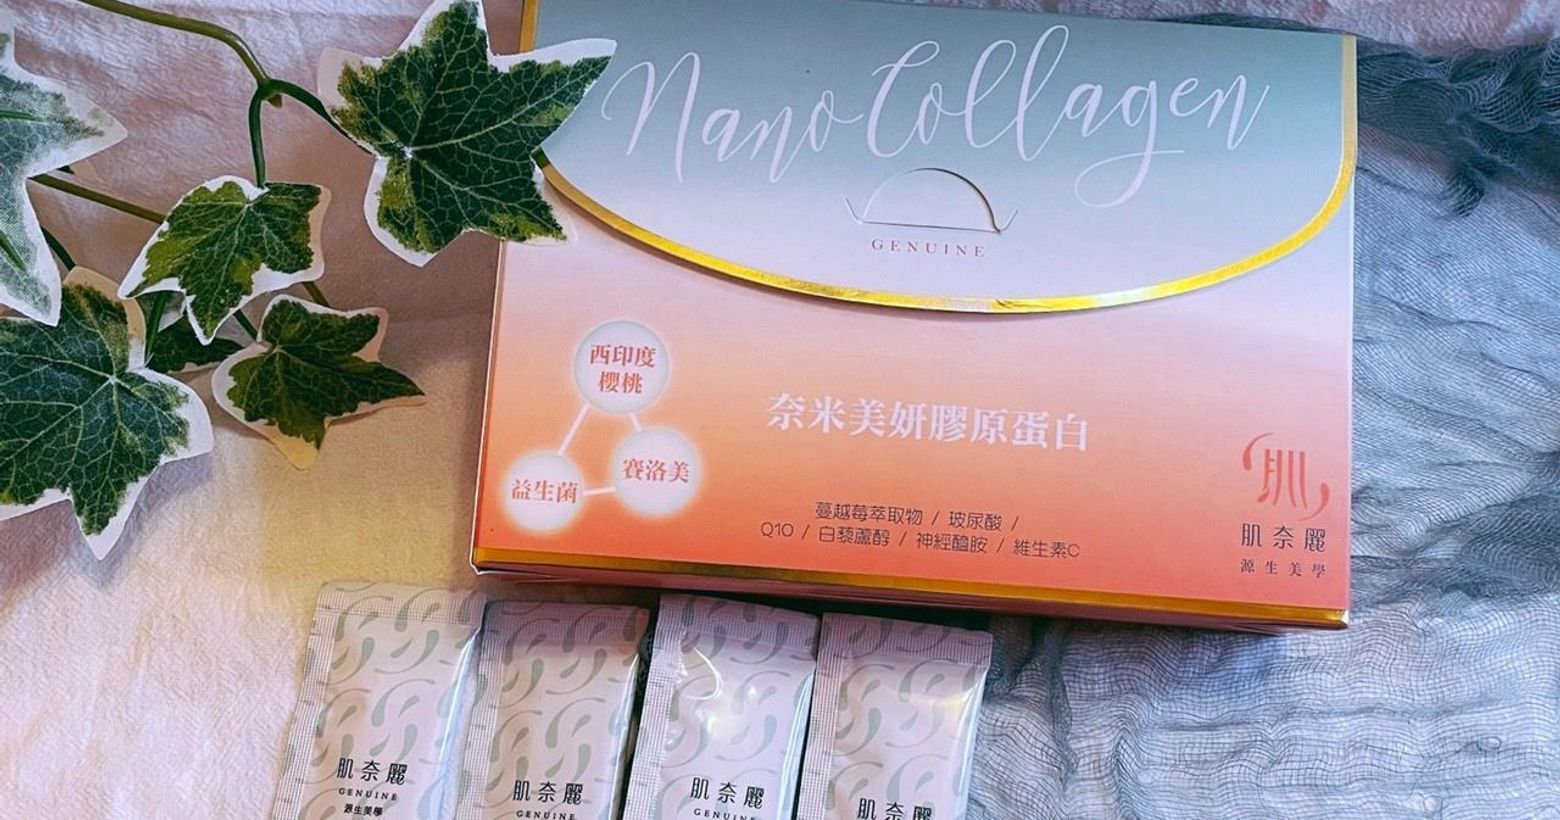 Nano Collagen
GENUINE
西印度
櫻桃
賽洛美
益生菌
奈米美妍膠原蛋白
蔓越莓萃取物 / 玻尿酸 /
Q10 / 白藜蘆醇 / 神經醯胺 / 維生素C
肌
肌奈麗
源生美學
肌奈麗
GENUINE
源生美學
肌奈麗
GENUINE
肌奈麗
GENUINE
肌奈麗